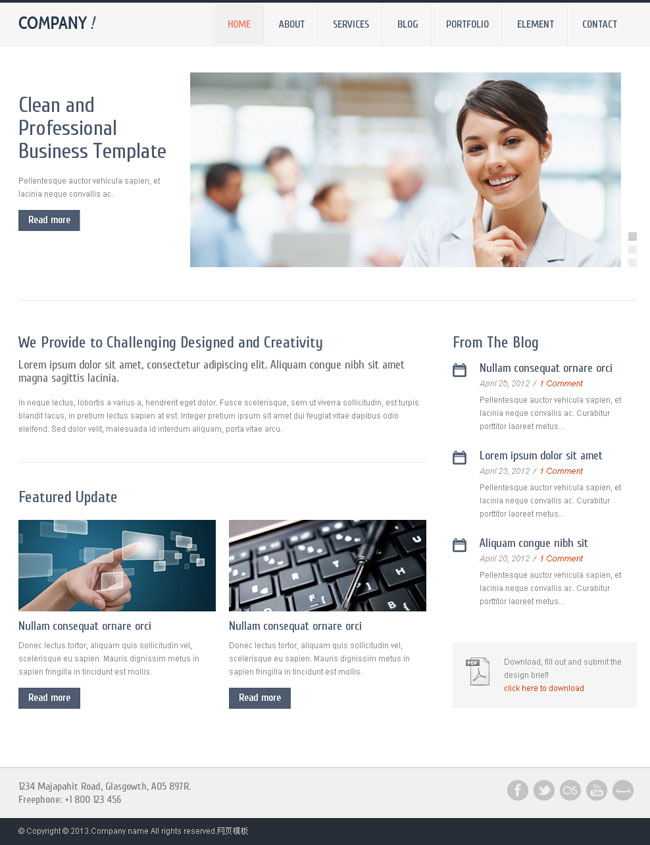 COMPANY !
HOME
ABOUT
SERVICES
BLOG
PORTFOLIO
ELEMENT
CONTACT
Clean and
Professional
Business Template
Pellentesque auctor vehicula sapien, et
lacinia neque convallis ac.
Read more
We Provide to Challenging Designed and Creativity
Lorem ipsum dolor sit amet, consectetur adipiscing elit. Aliquam congue nibh sit amet
magna sagittis lacinia.
In neque lectus, lobortis a varius a, hendrerit eget dolor. Fusce scelerisque, sem ut viverra sollicitudin, est turpis
blandit lacus, in pretium lectus sapien at est. Integer pretium ipsum sit amet dui feugiat vitae dapibus odio
eleifend. Sed dolor velit, malesuada id interdum aliquam, porta vitae arcu.
Featured Update
Nullam consequat ornare orci
Donec lectus tortor, aliquam quis sollicitudin vel,
scelerisque eu sapien. Mauris dignissim metus in
sapien fringilla in tincidunt est mollis.
Read more
Nullam consequat ornare orci
Donec lectus tortor, aliquam quis sollicitudin vel,
scelerisque eu sapien. Mauris dignissim metus in
sapien fringilla in tincidunt est mollis.
Read more
From The Blog
Nullam consequat ornare orci
April 25, 2012 / 1 Comment
Pellentesque auctor vehicula sapien, et
lacinia neque convallis ac. Curabitur
porttitor laoreet metus...
Lorem ipsum dolor sit amet
April 23, 2012 / 1 Comment
Pellentesque auctor vehicula sapien, et
lacinia neque convallis ac. Curabitur
porttitor laoreet metus...
Aliquam congue nibh sit
April 20, 2012 / 1 Comment
Pellentesque auctor vehicula sapien, et
lacinia neque convallis ac. Curabitur
porttitor laoreet metus...
PDF
Download, fill out and submit the
design brief!
click here to download
1234 Majapahit Road, Glasgowth, A05 897R.
Freephone: +1 800 123 456
You
Tube
© Copyright © 2013.Company name All rights reserved.网页模板